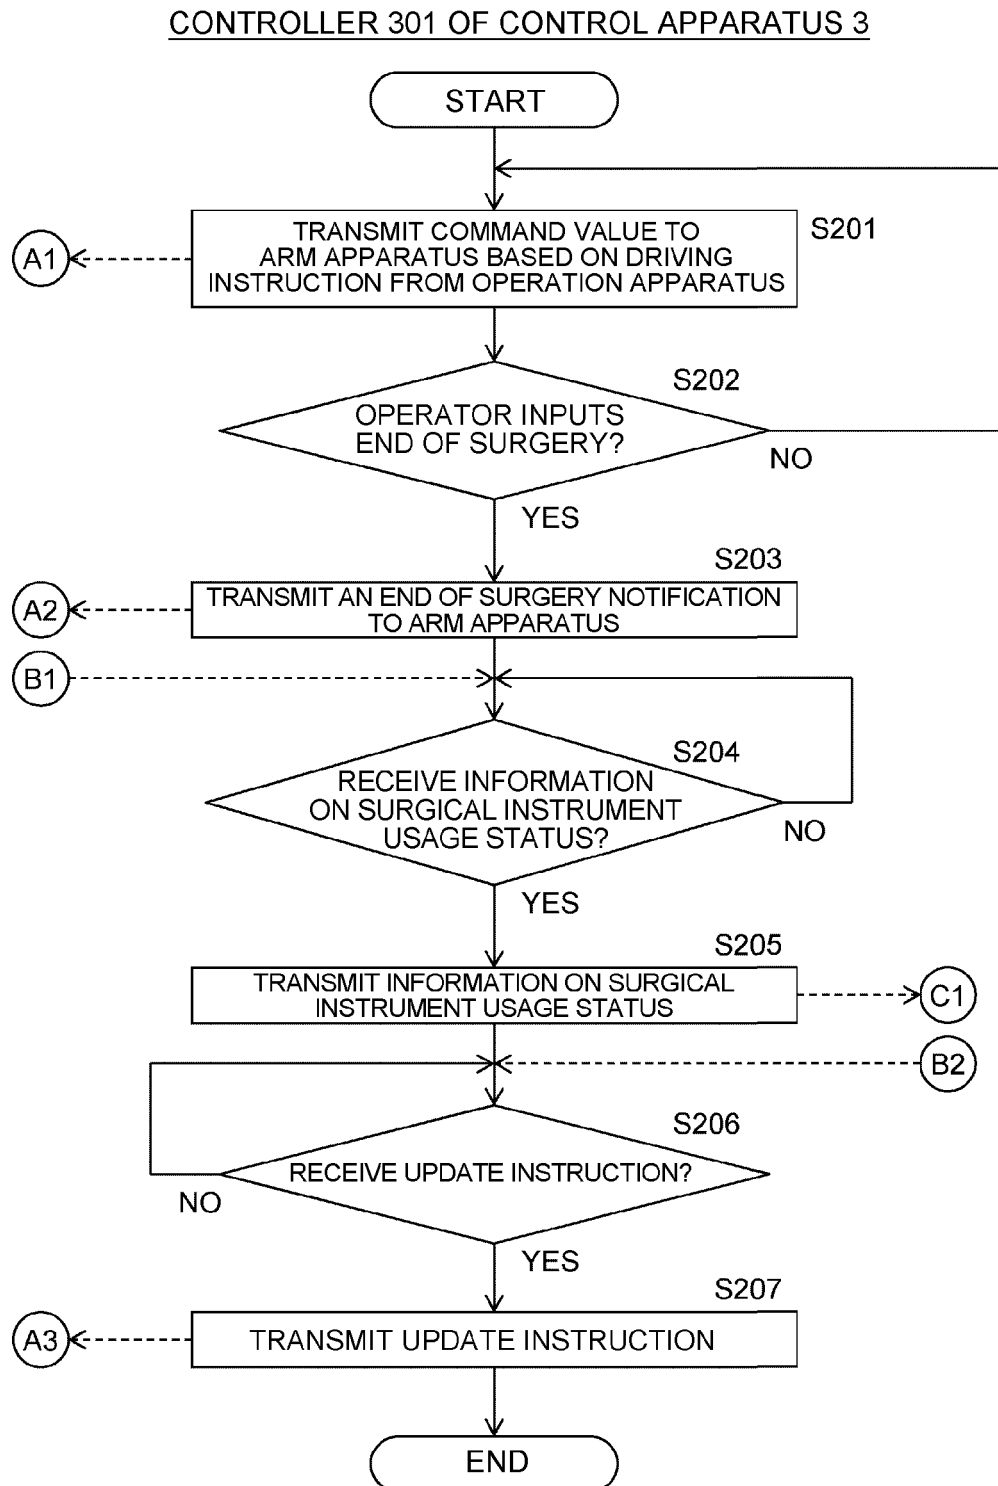 CONTROLLER 301 OF CONTROL APPARATUS 3
START
S201
TRANSMIT COMMAND VALUE TO
ARM APPARATUS BASED ON DRIVING
INSTRUCTION FROM OPERATION APPARATUS
A1
S202
OPERATOR INPUTS
END OF SURGERY?
NO
YES
S203
TRANSMIT AN END OF SURGERY NOTIFICATION
TO ARM APPARATUS
A2
B1
S204
RECEIVE INFORMATION
ON SURGICAL INSTRUMENT
USAGE STATUS?
NO
YES
S205
TRANSMIT INFORMATION ON SURGICAL
INSTRUMENT USAGE STATUS
C1
B2
S206
RECEIVE UPDATE INSTRUCTION?
NO
YES
S207
TRANSMIT UPDATE INSTRUCTION
A3
END